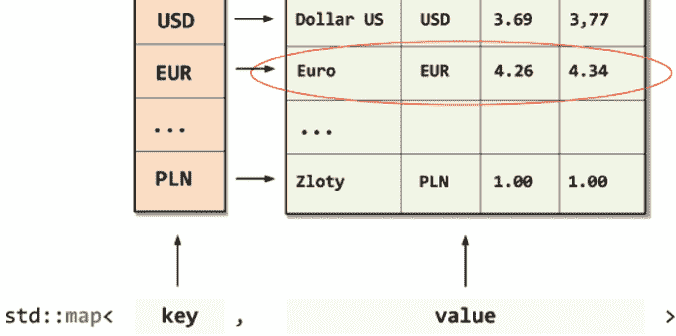 USD Dollar US USD 3.69 3,77
EUR Euro EUR 4.26 4.34
... ...
PLN Zloty PLN 1.00 1.00
std::map< key , value >